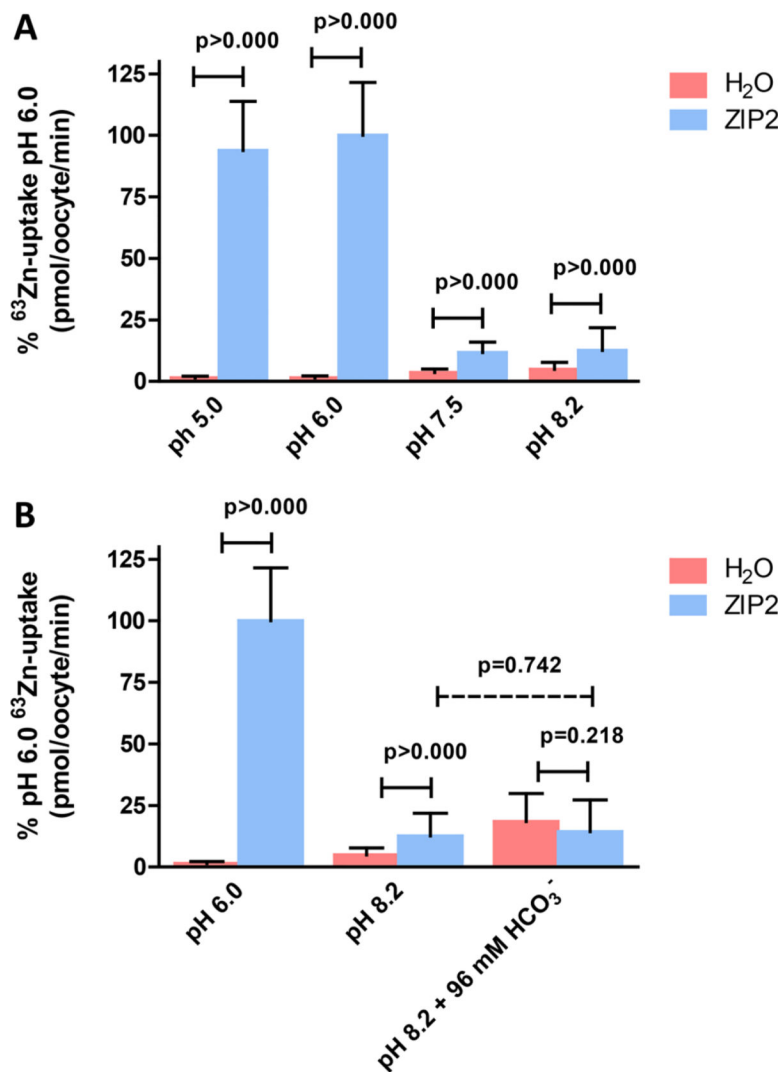 A
p>0.000
p>0.000
p>0.000
p>0.000
% ⁶³Zn-uptake pH 6.0
(pmol/oocyte/min)
125
100
75
50
25
0
ph 5.0
pH 6.0
pH 7.5
pH 8.2
H₂O
ZIP2
B
p>0.000
p=0.742
p>0.000
p=0.218
% pH 6.0 ⁶³Zn-uptake
(pmol/oocyte/min)
125
100
75
50
25
0
pH 6.0
pH 8.2
pH 8.2 + 96 mM HCO₃⁻
H₂O
ZIP2